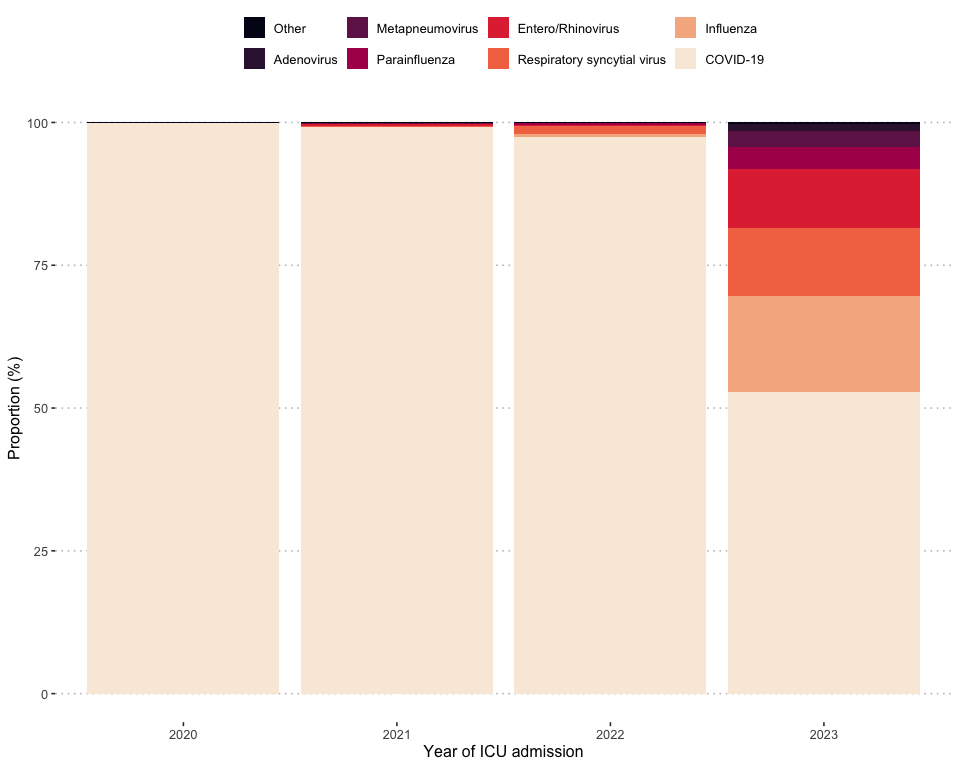 Other Metapneumovirus Entero/Rhinovirus Influenza
Adenovirus Parainfluenza Respiratory syncytial virus COVID-19
100
75
50
25
0
Proportion (%)
2020 2021 2022 2023
Year of ICU admission